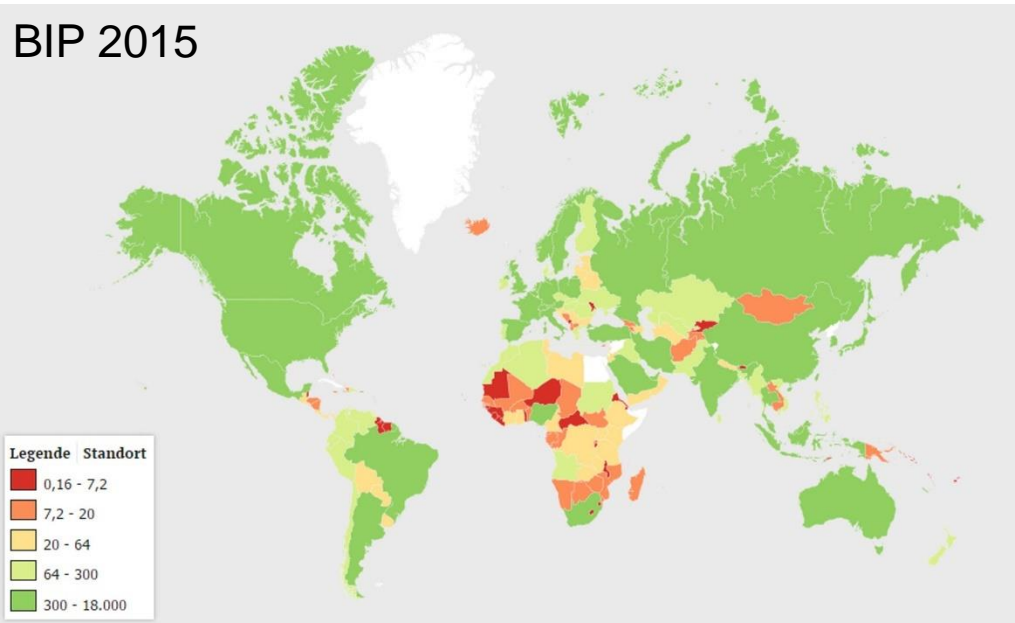 BIP 2015
Legende Standort
0,16 - 7,2
7,2 - 20
20 - 64
64 - 300
300 - 18.000